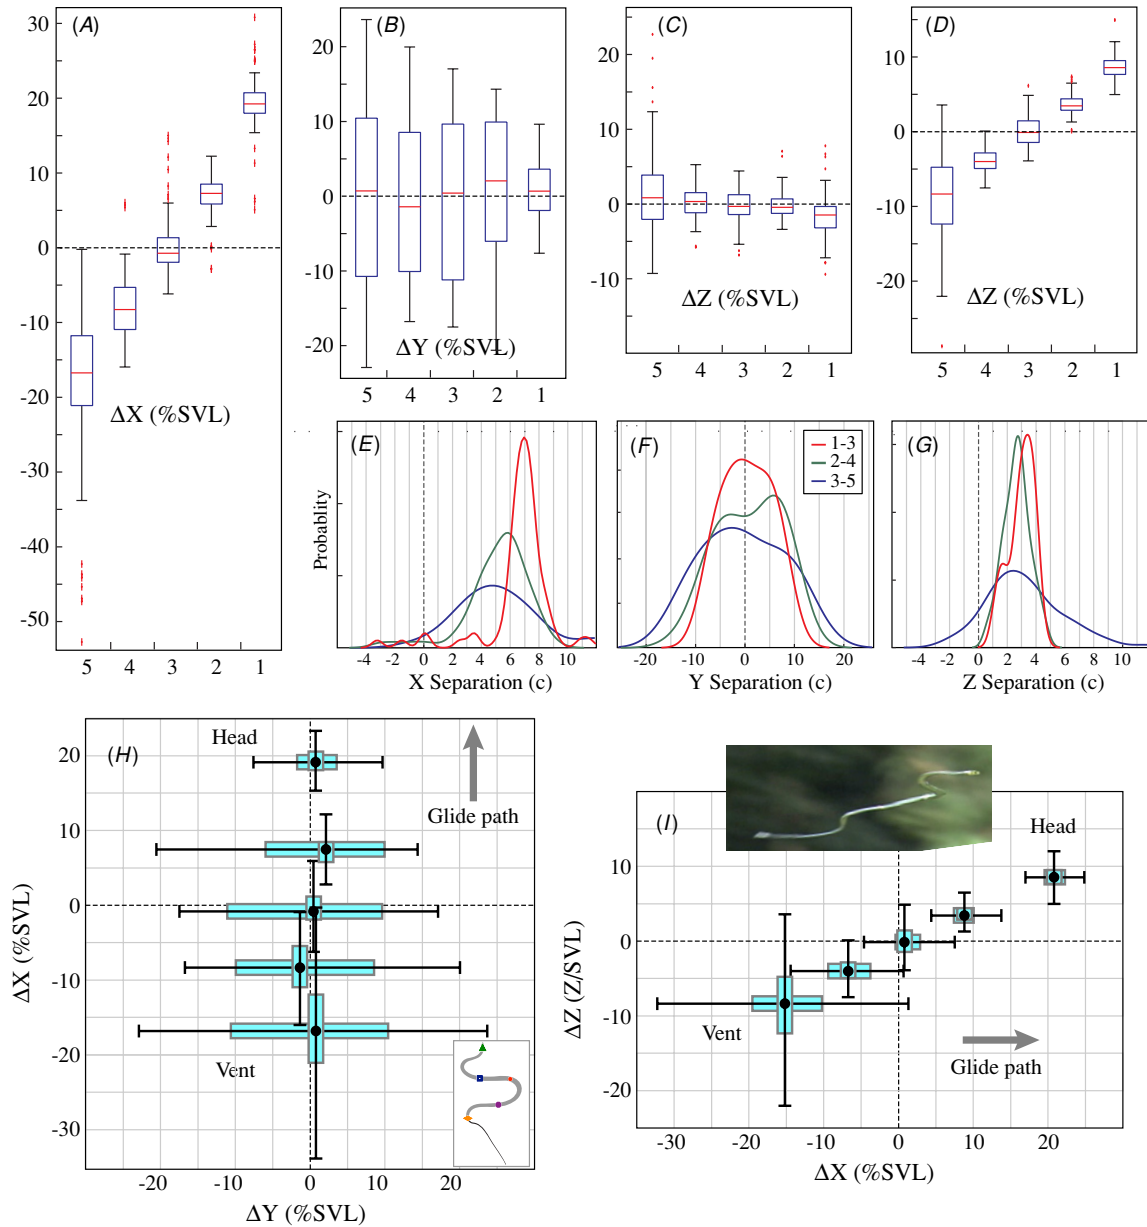 (A)
30
20
10
0
-10
-20
-30
-40
-50
ΔX (%SVL)
5 4 3 2 1
(B)
20
10
0
-10
-20
ΔY (%SVL)
5 4 3 2 1
(C)
20
10
0
-10
ΔZ (%SVL)
5 4 3 2 1
(D)
10
0
-10
-20
ΔZ (%SVL)
5 4 3 2 1
(E)
Probablity
-4 -2 0 2 4 6 8 10
X Separation (c)
(F)
1-3
2-4
3-5
-20 -10 0 10 20
Y Separation (c)
(G)
-4 -2 0 2 4 6 8 10
Z Separation (c)
(H)
Head
Glide path
Vent
20
10
0
-10
-20
-30
ΔX (%SVL)
-20 -10 0 10 20
ΔY (%SVL)
(I)
Head
Vent
Glide path
10
0
-10
-20
ΔZ (Z/SVL)
-30 -20 -10 0 10 20
ΔX (%SVL)